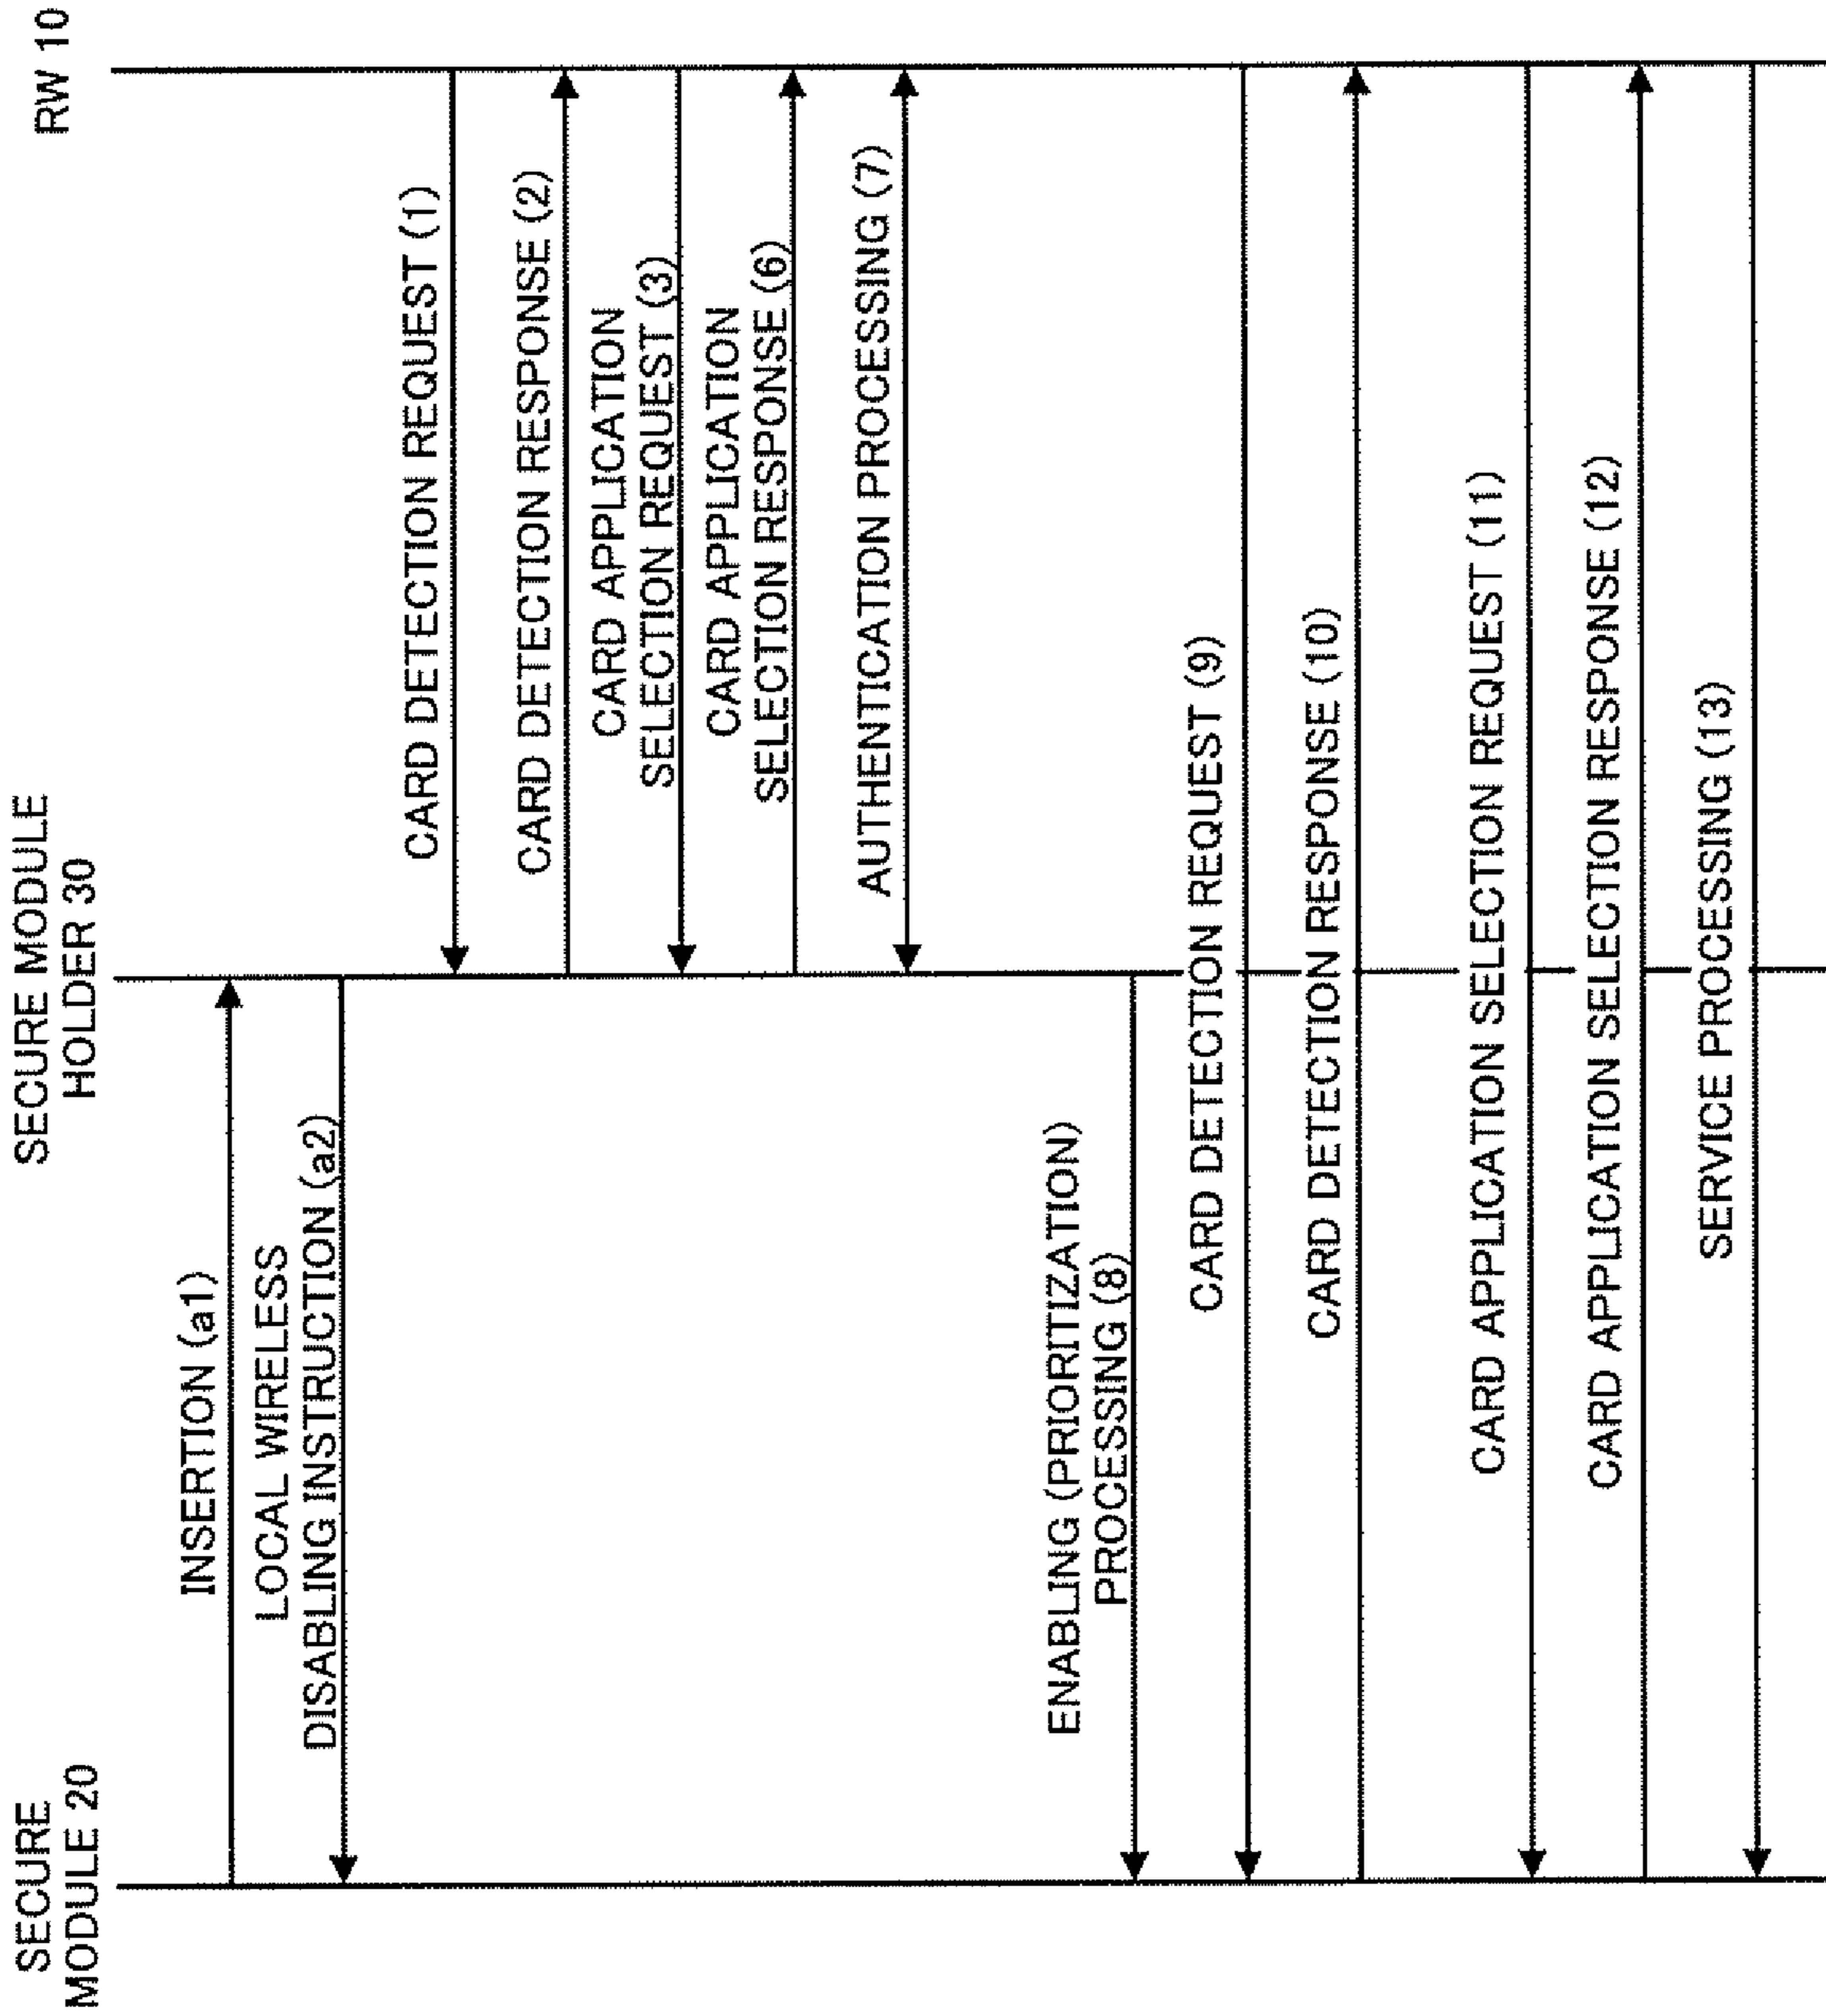 SECURE
MODULE 20
SECURE MODULE
HOLDER 30
RW 10
INSERTION (a1)
LOCAL WIRELESS
DISABLING INSTRUCTION (a2)
CARD DETECTION REQUEST (1)
CARD DETECTION RESPONSE (2)
CARD APPLICATION
SELECTION REQUEST (3)
CARD APPLICATION
SELECTION RESPONSE (6)
AUTHENTICATION PROCESSING (7)
ENABLING (PRIORITIZATION)
PROCESSING (8)
CARD DETECTION REQUEST (9)
CARD DETECTION RESPONSE (10)
CARD APPLICATION SELECTION REQUEST (11)
CARD APPLICATION SELECTION RESPONSE (12)
SERVICE PROCESSING (13)